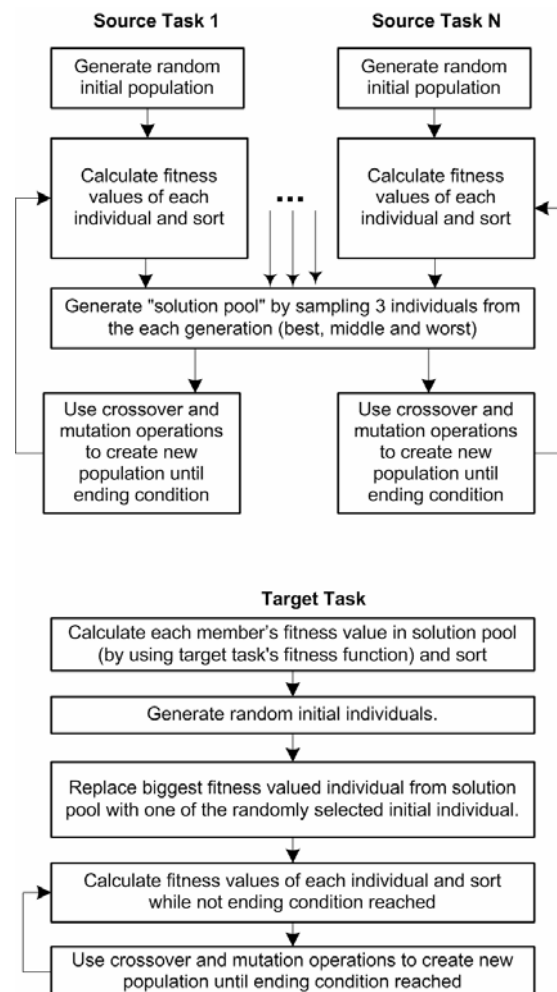 Source Task 1
Source Task N
Generate random
initial population
Generate random
initial population
Calculate fitness
values of each
individual and sort
...
Calculate fitness
values of each
individual and sort
Generate "solution pool" by sampling 3 individuals from
the each generation (best, middle and worst)
Use crossover and
mutation operations
to create new
population until
ending condition
Use crossover and
mutation operations
to create new
population until
ending condition
Target Task
Calculate each member's fitness value in solution pool
(by using target task's fitness function) and sort
Generate random initial individuals.
Replace biggest fitness valued individual from solution
pool with one of the randomly selected initial individual.
Calculate fitness values of each individual and sort
while not ending condition reached
Use crossover and mutation operations to create new
population until ending condition reached